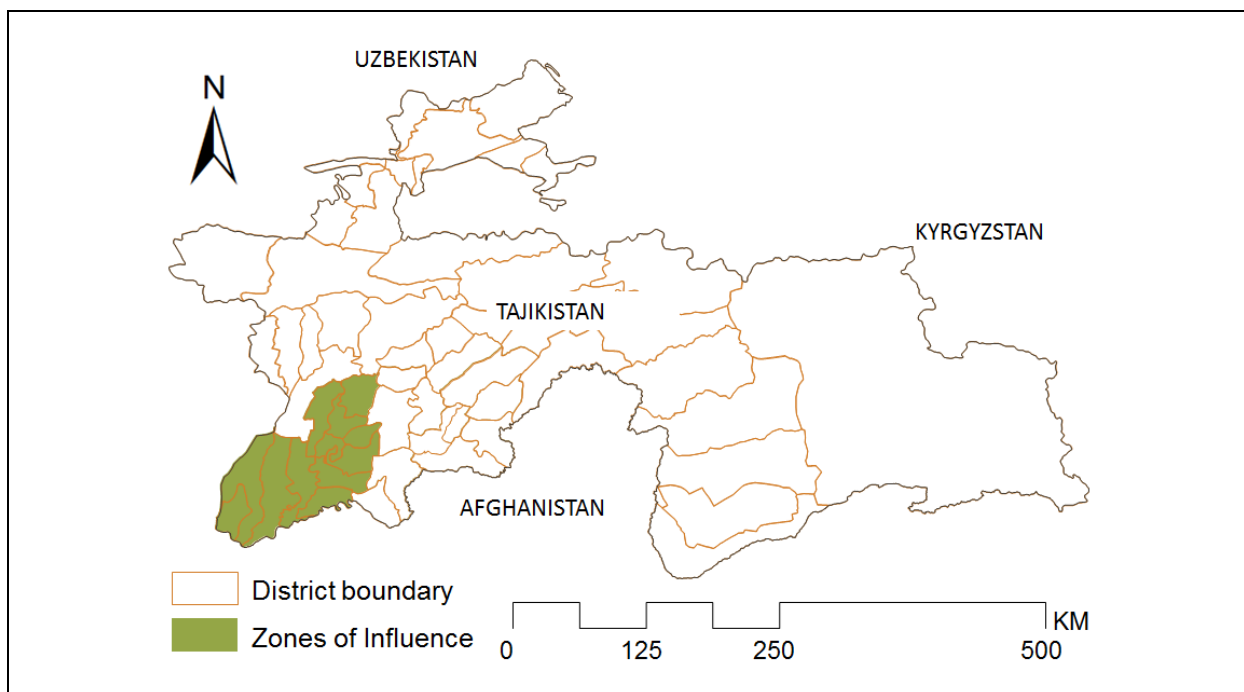 UZBEKISTAN
N
KYRGYZSTAN
TAJIKISTAN
AFGHANISTAN
District boundary
Zones of Influence
KM
0 125 250 500